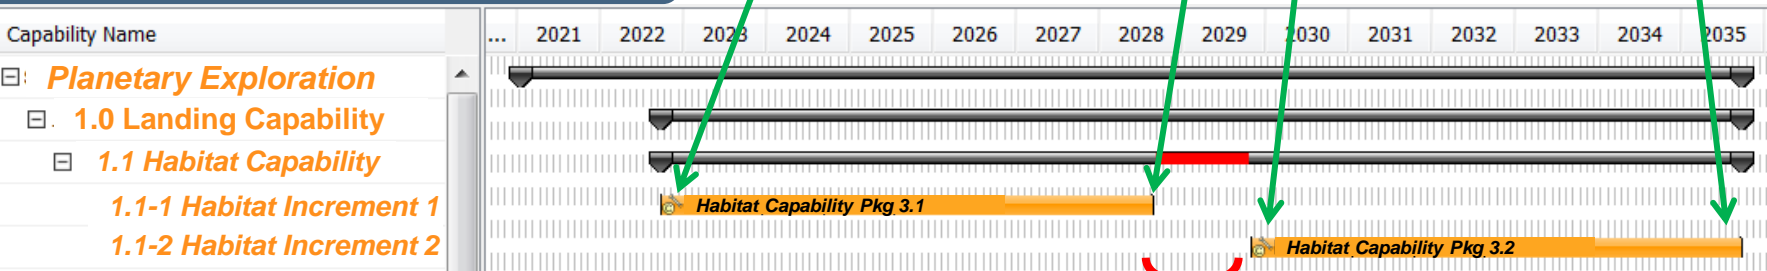 Capability Name ... 2021 2022 2023 2024 2025 2026 2027 2028 2029 2030 2031 2032 2033 2034 2035
Planetary Exploration
1.0 Landing Capability
1.1 Habitat Capability
1.1-1 Habitat Increment 1 Habitat Capability Pkg 3.1
1.1-2 Habitat Increment 2 Habitat Capability Pkg 3.2